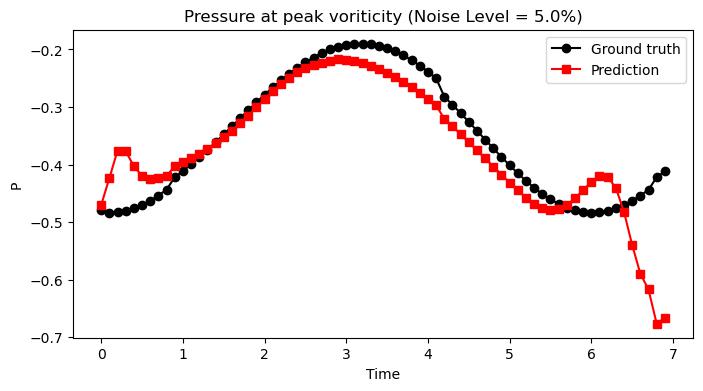 Pressure at peak voriticity (Noise Level = 5.0%)
Ground truth
Prediction
P
−0.2
−0.3
−0.4
−0.5
−0.6
−0.7
0 1 2 3 4 5 6 7
Time